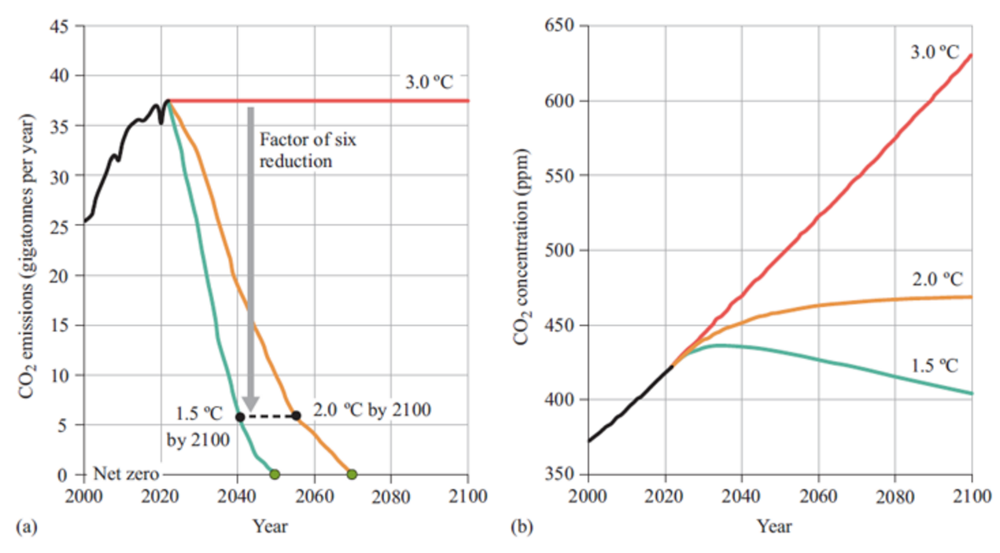 45
40
35
30
25
20
15
10
5
0
CO₂ emissions (gigatonnes per year)
3.0 ºC
Factor of six
reduction
1.5 ºC
by 2100
2.0 ºC by 2100
Net zero
2000 2020 2040 2060 2080 2100
(a)
Year
650
600
550
500
450
400
350
CO₂ concentration (ppm)
3.0 ºC
2.0 ºC
1.5 ºC
2000 2020 2040 2060 2080 2100
(b)
Year